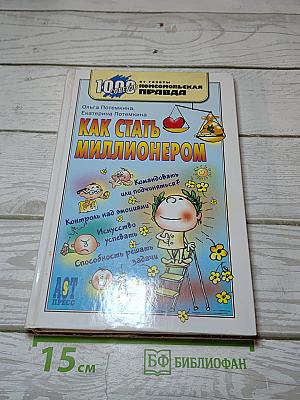 1000
ОТ ГАЗЕТЫ
КОМСОМОЛЬСКАЯ
ПРАВДА
Ольга Потемкина,
Екатерина Потемкина
КАК СТАТЬ
МИЛЛИОНЕРОМ
Командовать
или подчиняться?
Контроль над эмоциями
Искусство
успевать
Способность решать
задачи
АСТ
ПРЕСС
15 см
БФ БИБЛИОФАН